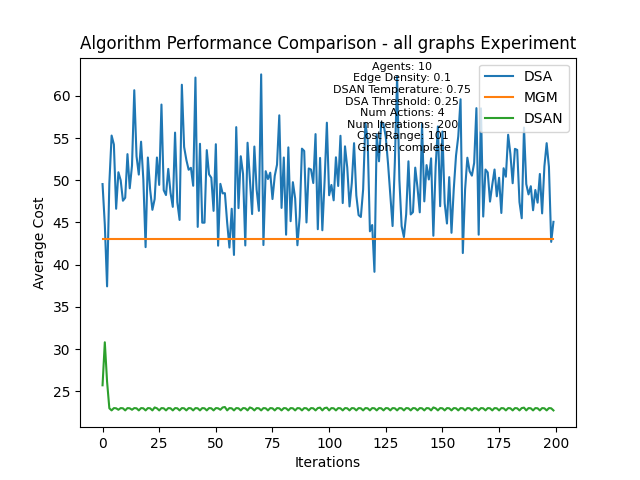 Algorithm Performance Comparison - all graphs Experiment
Agents: 10
Edge Density: 0.1
DSAN Temperature: 0.75
DSA Threshold: 0.25
Num Actions: 4
Num Iterations: 200
Cost Range: 101
Graph: complete
DSA
MGM
DSAN
Average Cost
60
55
50
45
40
35
30
25
0
25
50
75
100
125
150
175
200
Iterations